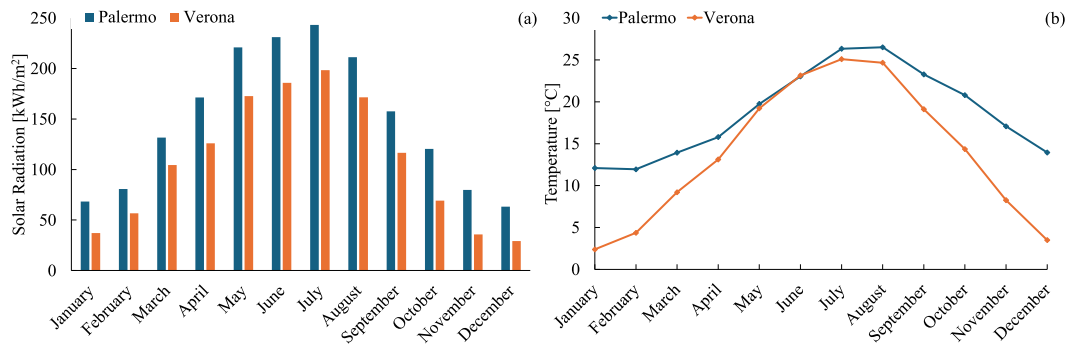 Palermo
Verona
(a)
Solar Radiation [kWh/m²]
250
200
150
100
50
0
January
February
March
April
May
June
July
August
September
October
November
December
Palermo
Verona
(b)
Temperature [°C]
30
25
20
15
10
5
0
January
February
March
April
May
June
July
August
September
October
November
December